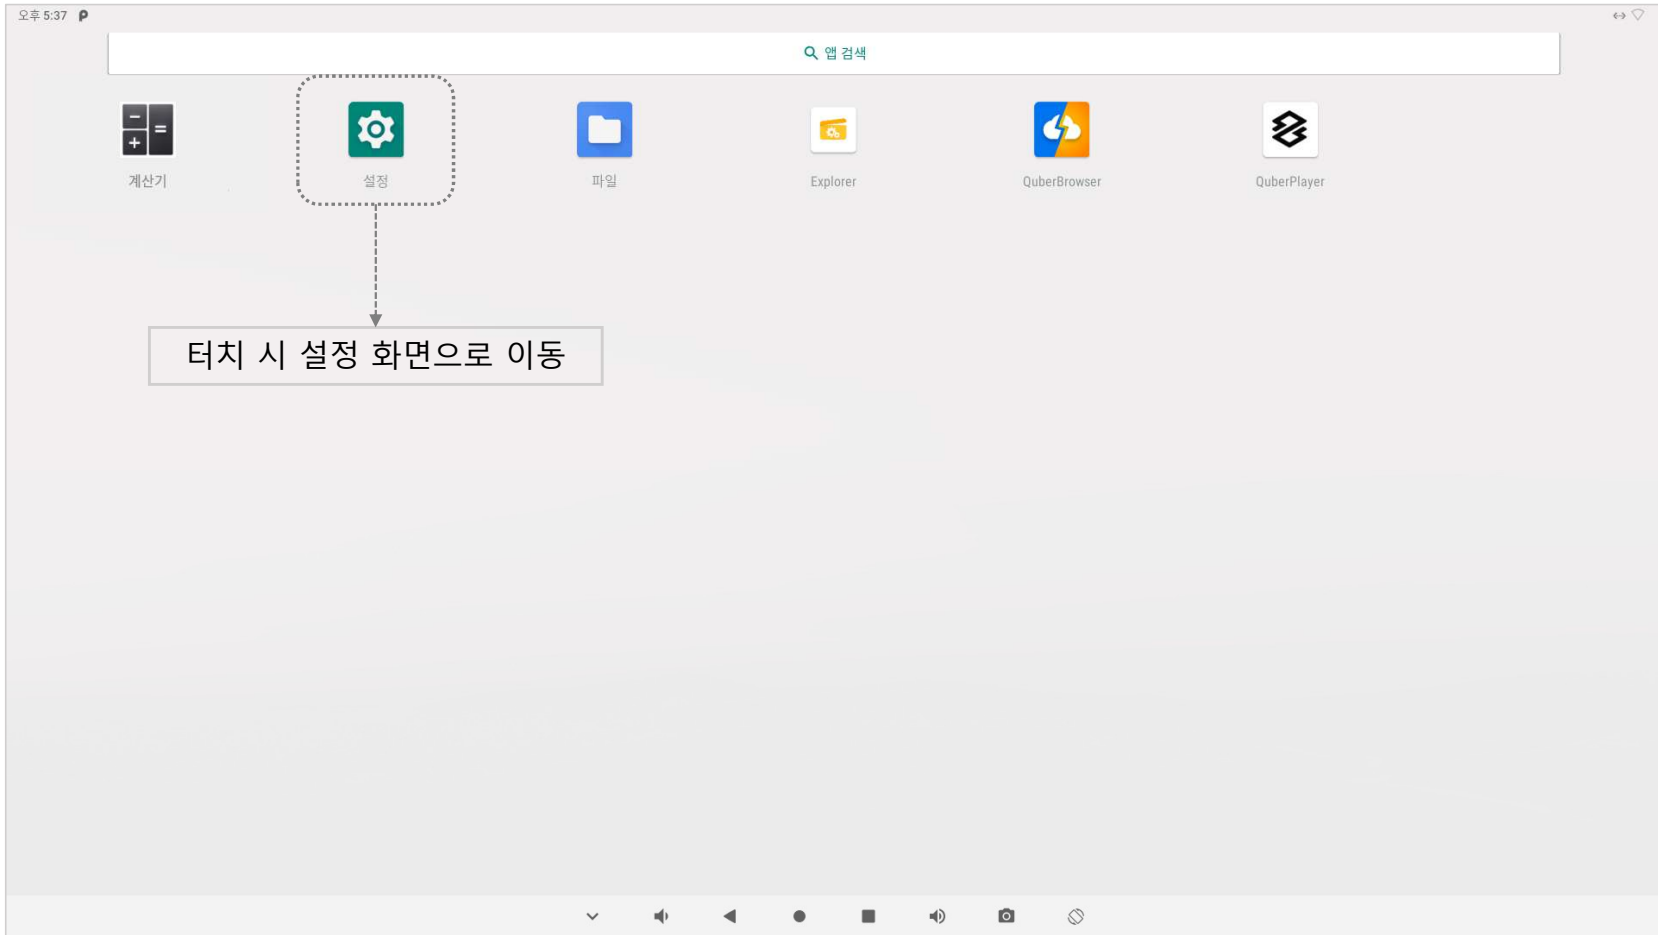 오후 5:37
앱 검색
계산기
설정
파일
Explorer
QuberBrowser
QuberPlayer
터치 시 설정 화면으로 이동